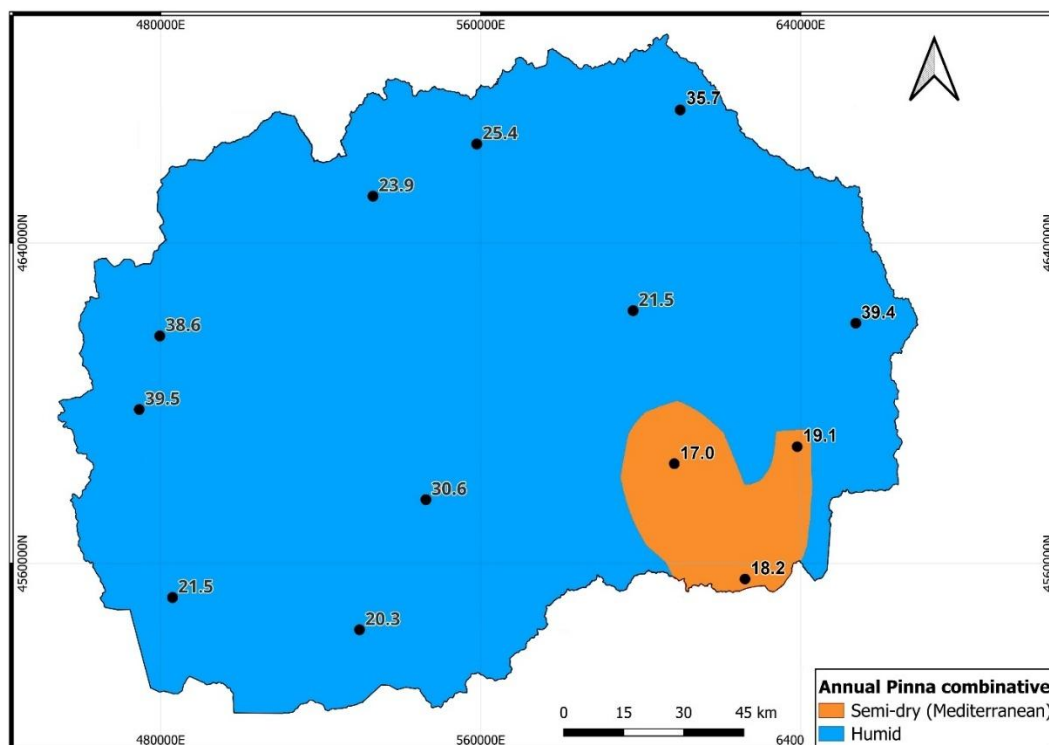 480000E 560000E 640000E
35.7
25.4
23.9
4640000N 4640000N
21.5
39.4
38.6
39.5
19.1
17.0
30.6
4560000N 4560000N
18.2
21.5
20.3
Annual Pinna combinative
0 15 30 45 km
Semi-dry (Mediterranean)
Humid
480000E 560000E 6400